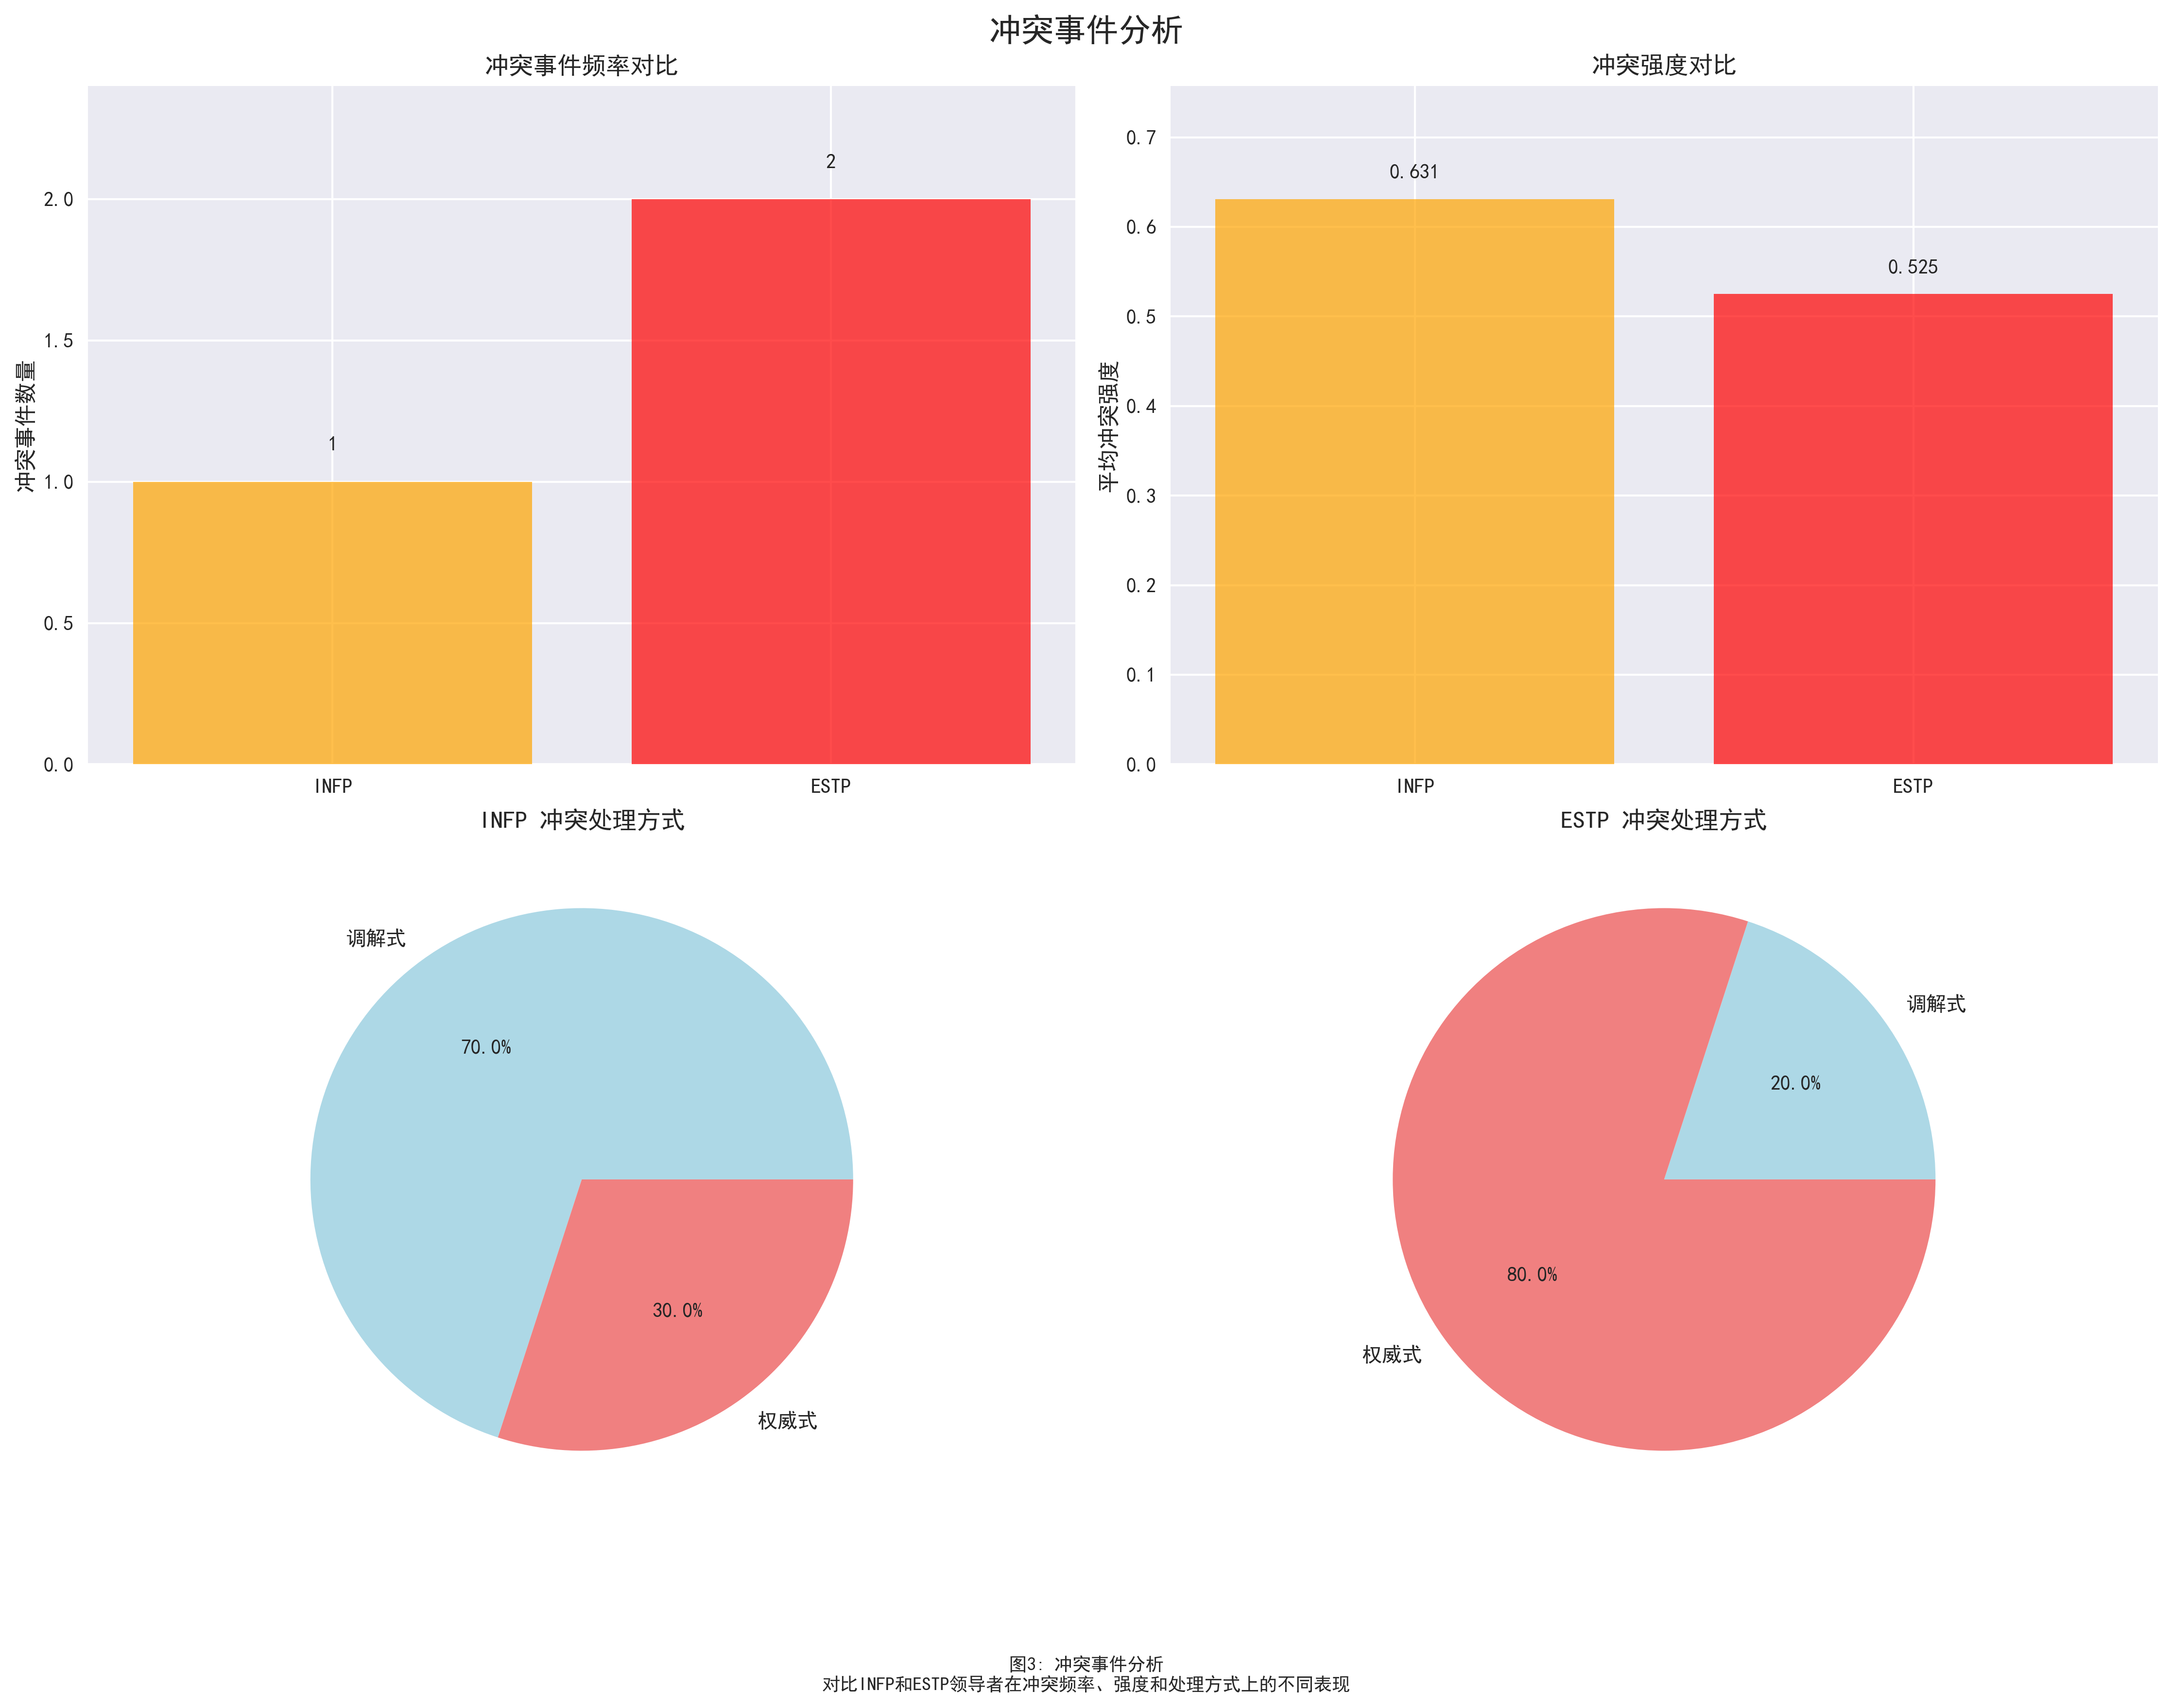 冲突事件分析
冲突事件频率对比
冲突事件数量
2.0
1.5
1.0
0.5
0.0
1
2
INFP
ESTP
冲突强度对比
平均冲突强度
0.7
0.6
0.5
0.4
0.3
0.2
0.1
0.0
0.631
0.525
INFP
ESTP
INFP 冲突处理方式
调解式
70.0%
30.0%
权威式
ESTP 冲突处理方式
调解式
20.0%
80.0%
权威式
图3: 冲突事件分析
对比INFP和ESTP领导者在冲突频率、强度和处理方式上的不同表现